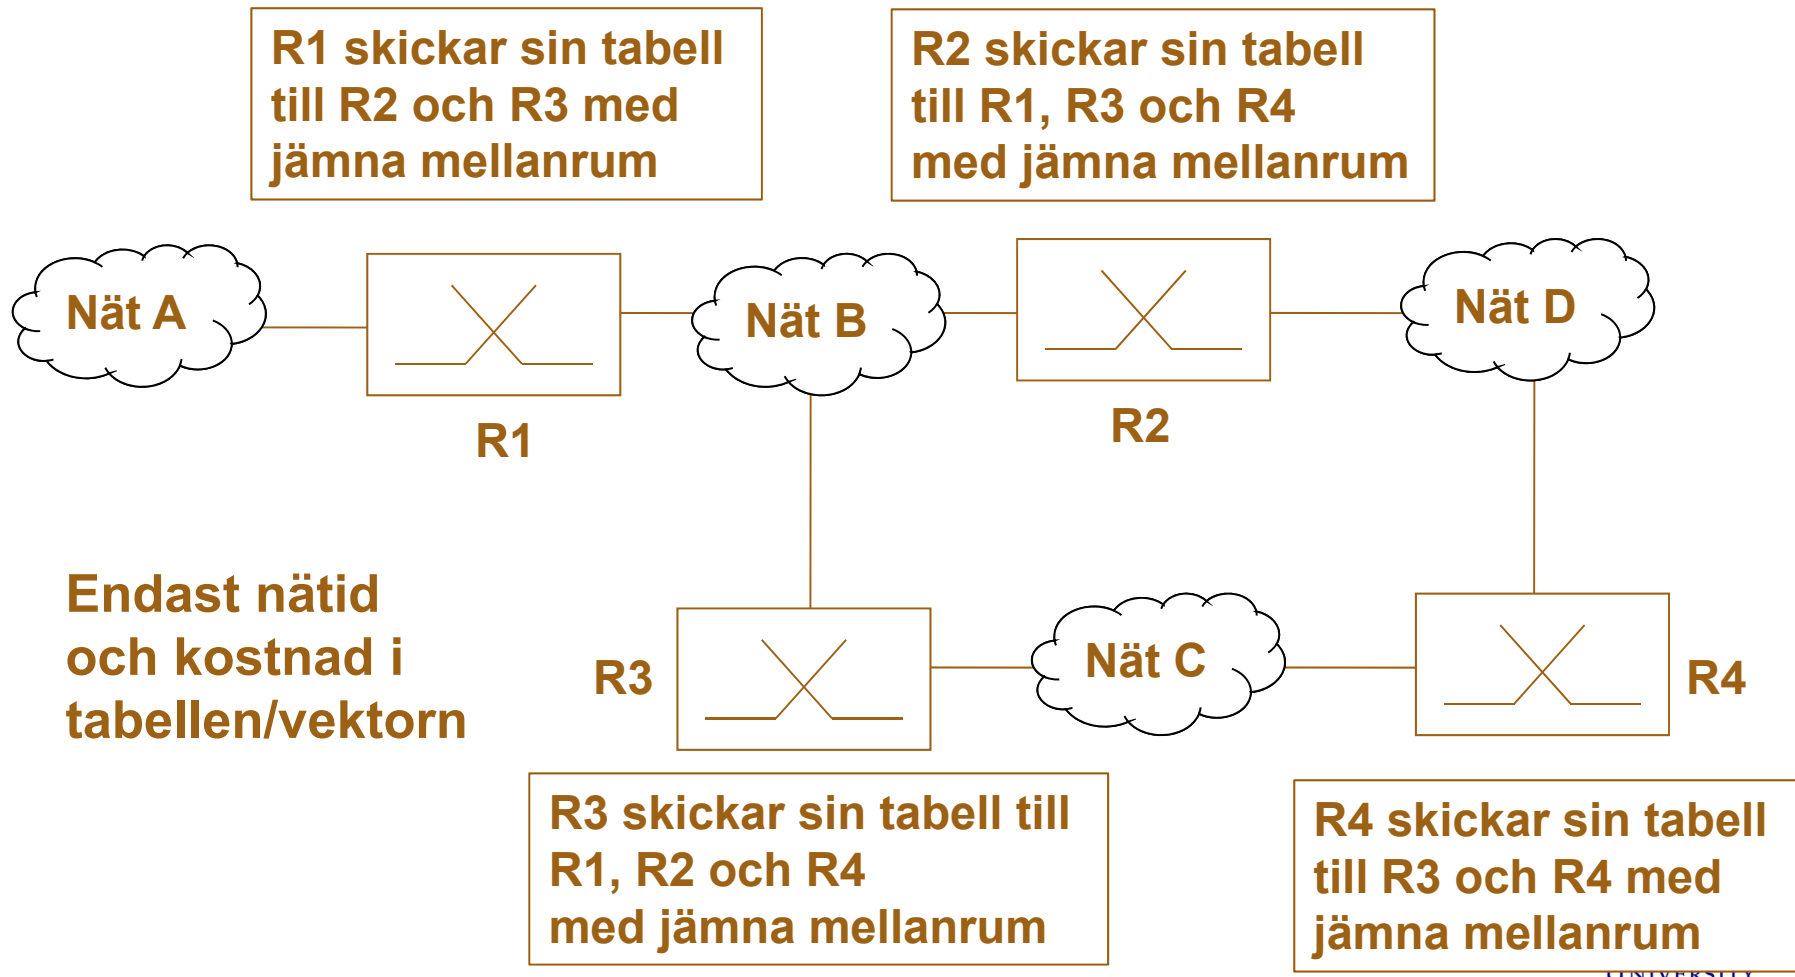 R1 skickar sin tabell
till R2 och R3 med
jämna mellanrum
R2 skickar sin tabell
till R1, R3 och R4
med jämna mellanrum
Nät A
Nät B
Nät D
R1
R2
Endast nätid
och kostnad i
tabellen/vektorn
R3
Nät C
R4
R3 skickar sin tabell till
R1, R2 och R4
med jämna mellanrum
R4 skickar sin tabell
till R3 och R4 med
jämna mellanrum
UNIVERSITY